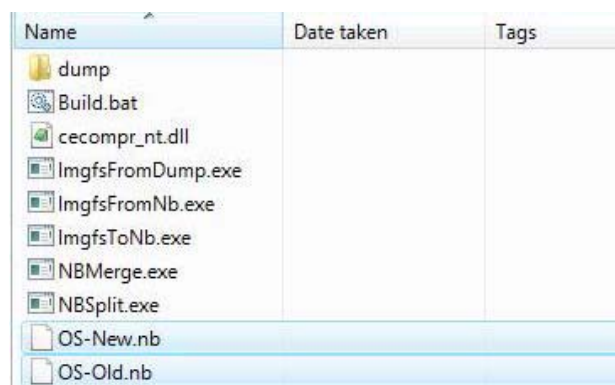 Name Date taken Tags
dump
Build.bat
cecompr_nt.dll
ImgfsFromDump.exe
ImgfsFromNb.exe
ImgfsToNb.exe
NBMerge.exe
NBSplit.exe
OS-New.nb
OS-Old.nb